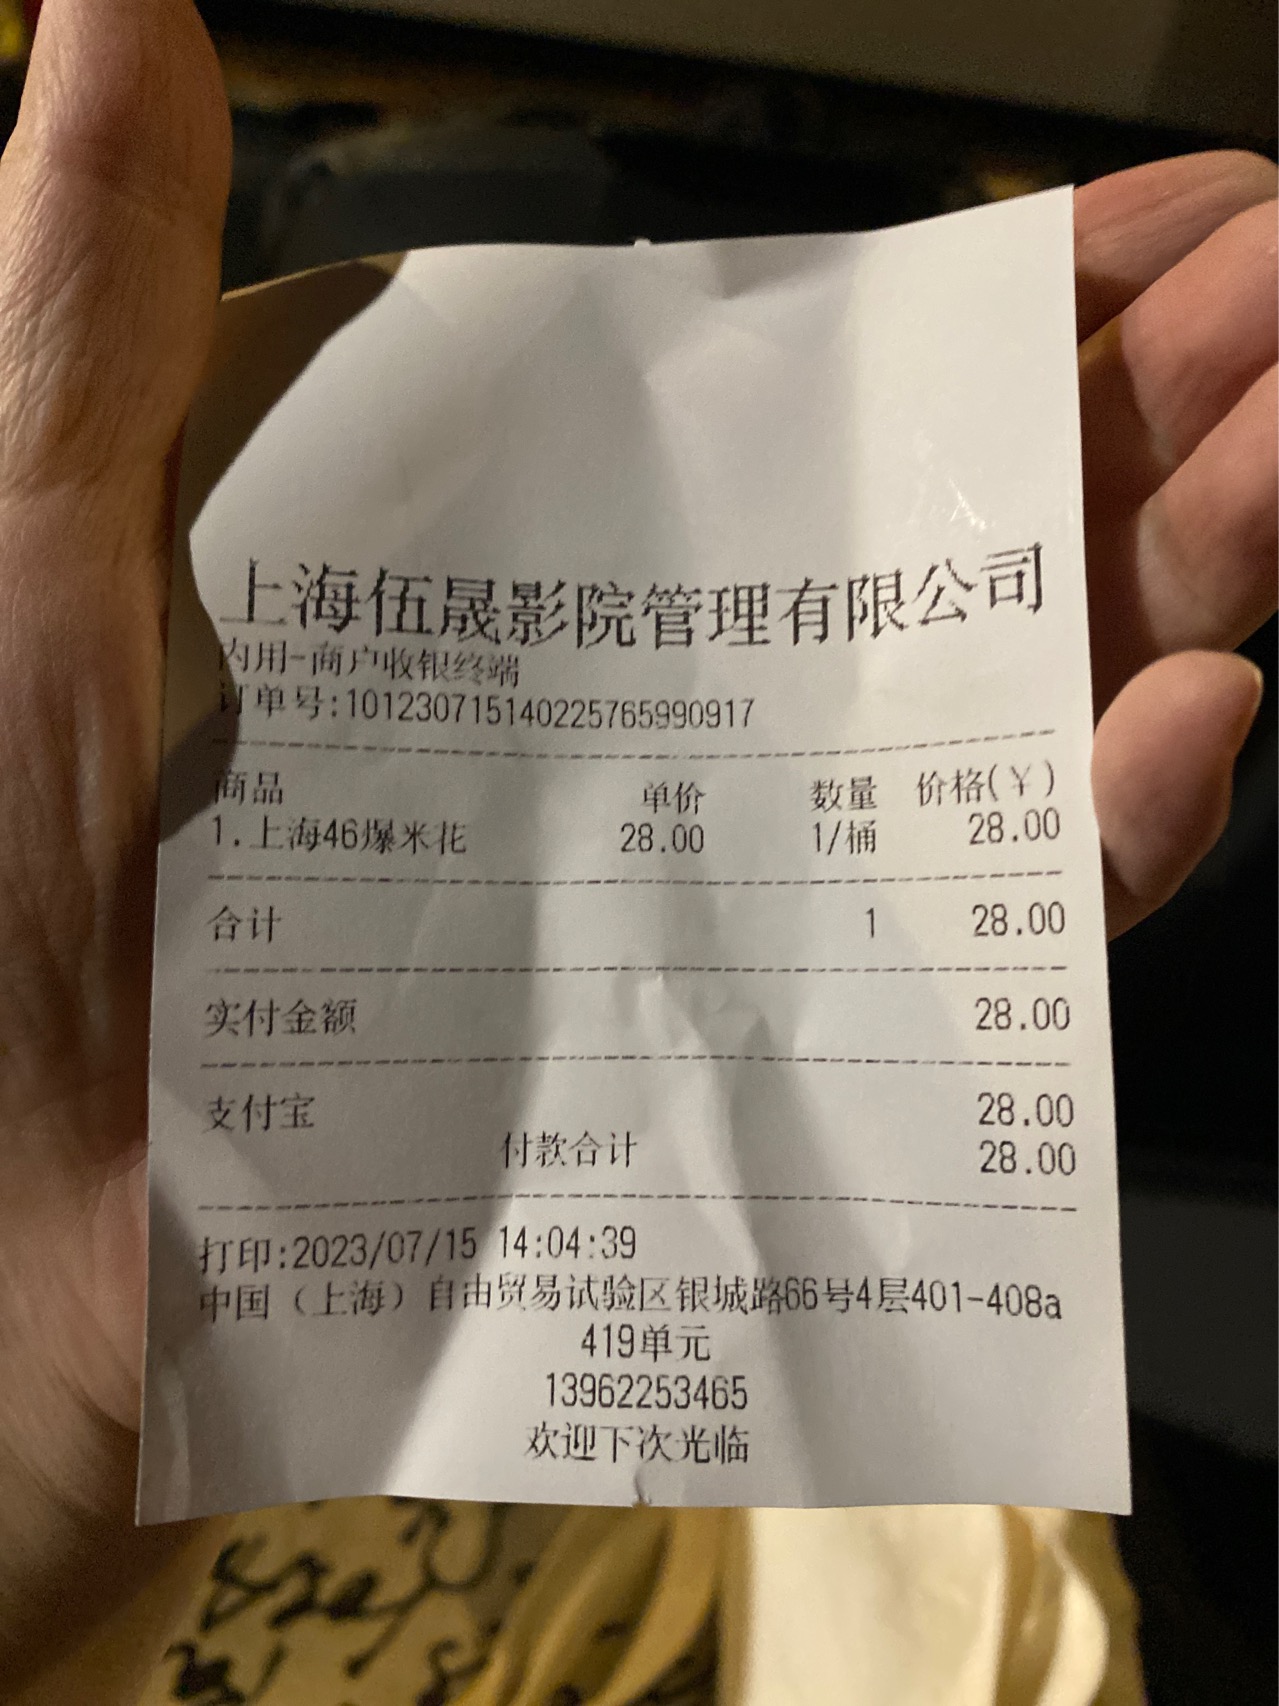 上海伍晟影院管理有限公司
内用-商户收银终端
订单号:101230715140225765990917
商品 单价 数量 价格(¥)
1.上海46爆米花 28.00 1/桶 28.00
合计 1 28.00
实付金额 28.00
支付宝 28.00
付款合计 28.00
打印:2023/07/15 14:04:39
中国（上海）自由贸易试验区银城路66号4层401-408a
419单元
13962253465
欢迎下次光临